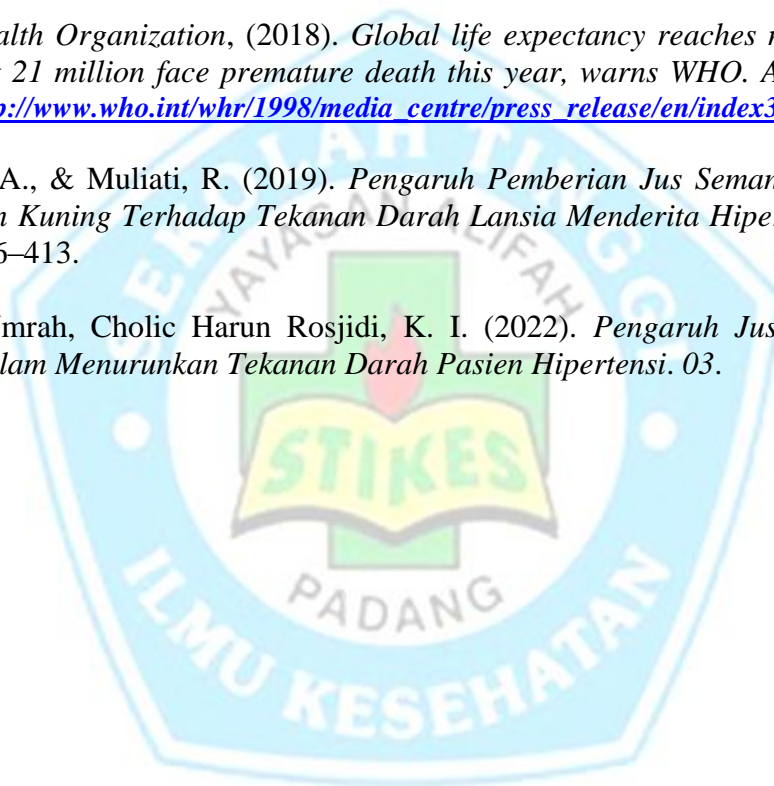 alth Organization, (2018). Global life expectancy reaches
21 million face premature death this year, warns WHO. A
p://www.who.int/whr/1998/media_centre/press_release/en/index3
A., & Muliati, R. (2019). Pengaruh Pemberian Jus Seman
n Kuning Terhadap Tekanan Darah Lansia Menderita Hiper
6–413.
mrah, Cholic Harun Rosjidi, K. I. (2022). Pengaruh Jus
alam Menurunkan Tekanan Darah Pasien Hipertensi. 03.
SEKOLAH TINGGI
YAYASAN ALIFAH
STIKES
PADANG
ILMU KESEHATAN